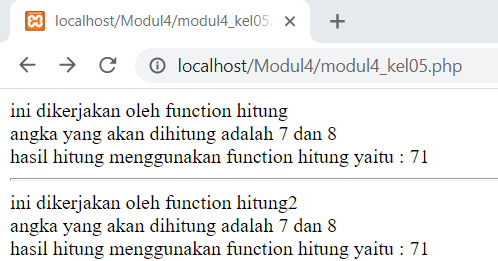 localhost/Modul4/modul4_kel05.
localhost/Modul4/modul4_kel05.php
ini dikerjakan oleh function hitung
angka yang akan dihitung adalah 7 dan 8
hasil hitung menggunakan function hitung yaitu : 71
ini dikerjakan oleh function hitung2
angka yang akan dihitung adalah 7 dan 8
hasil hitung menggunakan function hitung yaitu : 71